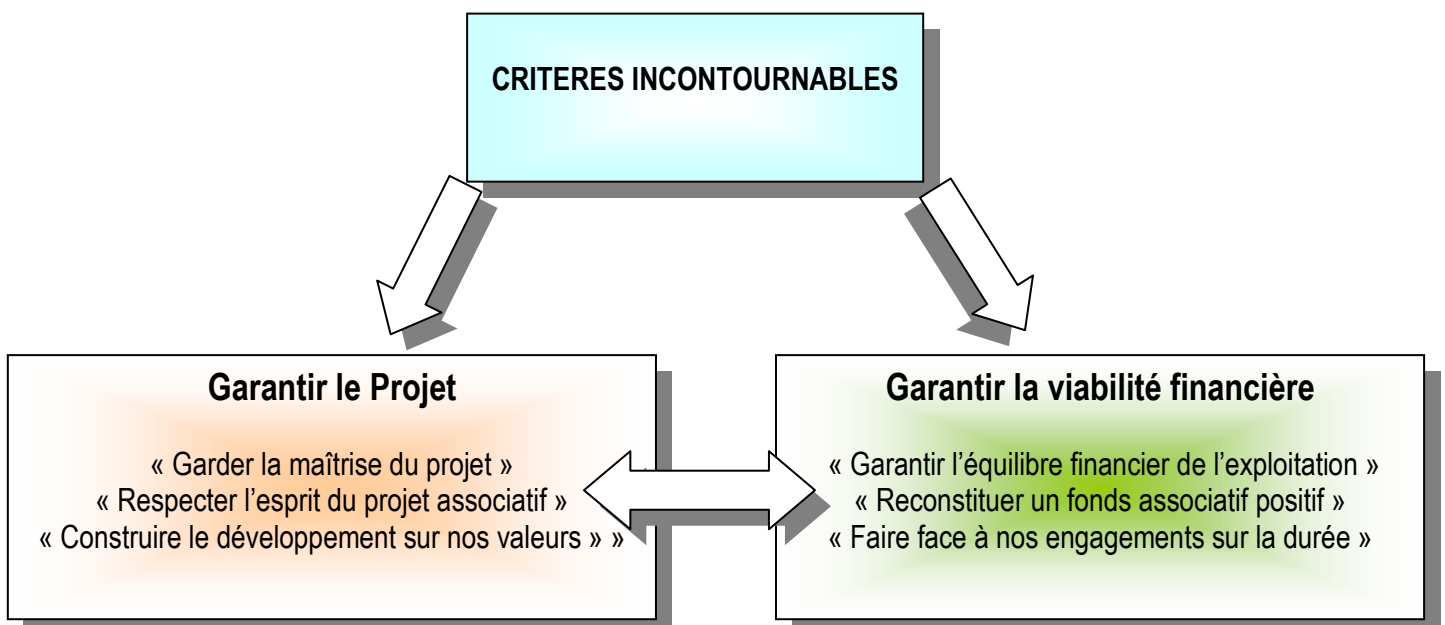 CRITERES INCONTOURNABLES
Garantir le Projet
« Garder la maîtrise du projet »
« Respecter l’esprit du projet associatif »
« Construire le développement sur nos valeurs » »
Garantir la viabilité financière
« Garantir l’équilibre financier de l’exploitation »
« Reconstituer un fonds associatif positif »
« Faire face à nos engagements sur la durée »